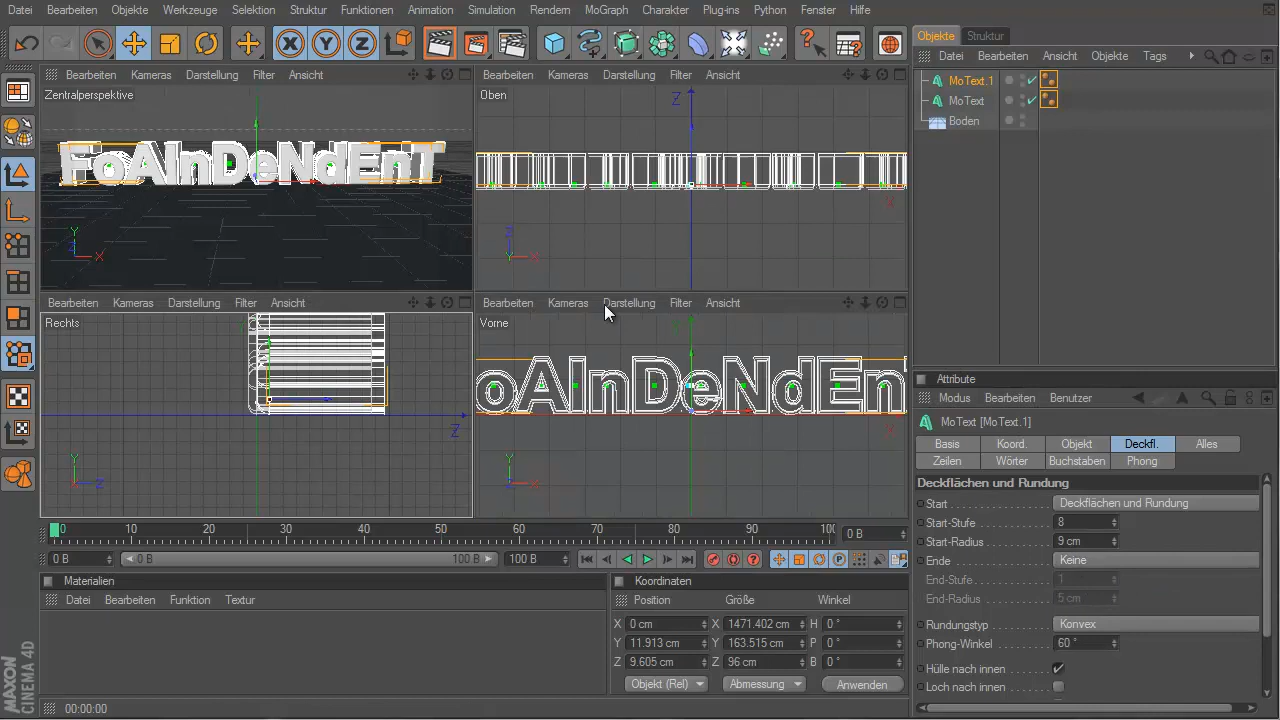 Datei Bearbeiten Objekte Werkzeuge Selektion Struktur Funktionen Animation Simulation Rendern MoGraph Charakter Plug-ins Python Fenster Hilfe
X Y Z
Objekte Struktur
Datei Bearbeiten Ansicht Objekte Tags
MoText.1
MoText
Boden
Bearbeiten Kameras Darstellung Filter Ansicht
Zentralperspektive
FoAInDeNdEnT
Y
Z X
Bearbeiten Kameras Darstellung Filter Ansicht
Oben
Z
X
Z
Y X
Bearbeiten Kameras Darstellung Filter Ansicht
Rechts
Y
Z
Y
X Z
Bearbeiten Kameras Darstellung Filter Ansicht
Vorne
Y
oAInDeNdEnT
X
Y
Z X
0 10 20 30 40 50 60 70 80 90 100 0 B
0 B 0 B 100 B 100 B
Materialien
Datei Bearbeiten Funktion Textur
Koordinaten
Position Größe Winkel
X 0 cm X 1471.402 cm H 0 °
Y 11.913 cm Y 163.515 cm P 0 °
Z 9.605 cm Z 96 cm B 0 °
Objekt (Rel) Abmessung Anwenden
Attribute
Modus Bearbeiten Benutzer
MoText [MoText.1]
Basis Koord. Objekt Deckfl. Alles
Zeilen Wörter Buchstaben Phong
Deckflächen und Rundung
Start Deckflächen und Rundung
Start-Stufe 8
Start-Radius 9 cm
Ende Keine
End-Stufe 1
End-Radius 5 cm
Rundungstyp Konvex
Phong-Winkel 60 °
Hülle nach innen
Loch nach innen
MAXON
CINEMA 4D
00:00:00